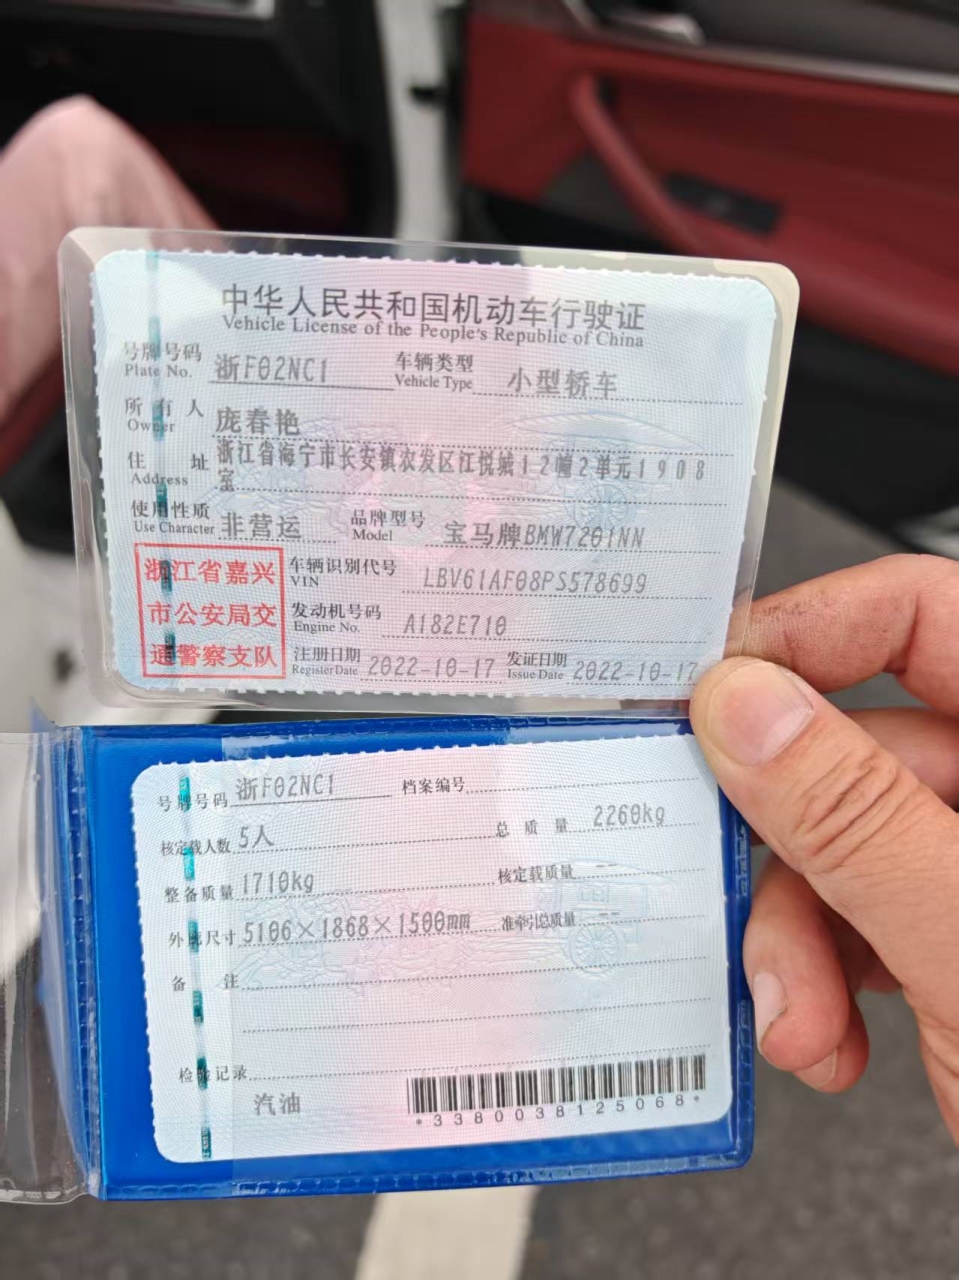 中华人民共和国机动车行驶证
Vehicle License of the People's Republic of China
号牌号码 浙F02NC1 车辆类型 小型轿车
Plate No. Vehicle Type
所有人 庞春艳
Owner
住址 浙江省海宁市长安镇农发区江悦城12幢2单元1908
Address 室
使用性质 非营运 品牌型号 宝马牌BMW7201NN
Use Character Model
浙江省嘉兴
市公安局交
通警察支队
车辆识别代号 LBV61AF08PS578699
VIN
发动机号码 A182E710
Engine No.
注册日期 2022-10-17 发证日期 2022-10-17
Register Date Issue Date
号牌号码 浙F02NC1 档案编号
核定载人数 5人 总质量 2260kg
整备质量 1710kg 核定载质量 --
外廓尺寸 5106×1868×1500mm 准牵引总质量 --
备注
检验记录
汽油
*3380038125068*